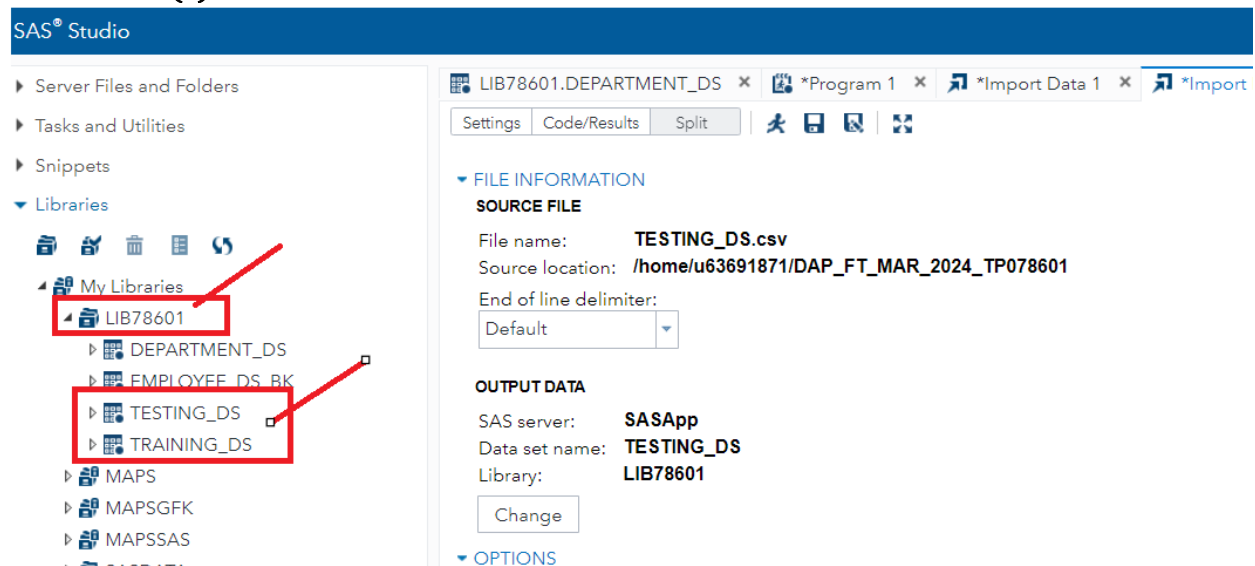 SAS® Studio
Server Files and Folders
Tasks and Utilities
Snippets
Libraries
My Libraries
LIB78601
DEPARTMENT_DS
EMPLOYEE_DS_BK
TESTING_DS
TRAINING_DS
MAPS
MAPSGFK
MAPSSAS
LIB78601.DEPARTMENT_DS
*Program 1
*Import Data 1
*Import
Settings Code/Results Split
FILE INFORMATION
SOURCE FILE
File name: TESTING_DS.csv
Source location: /home/u63691871/DAP_FT_MAR_2024_TP078601
End of line delimiter:
Default
OUTPUT DATA
SAS server: SASApp
Data set name: TESTING_DS
Library: LIB78601
Change
OPTIONS